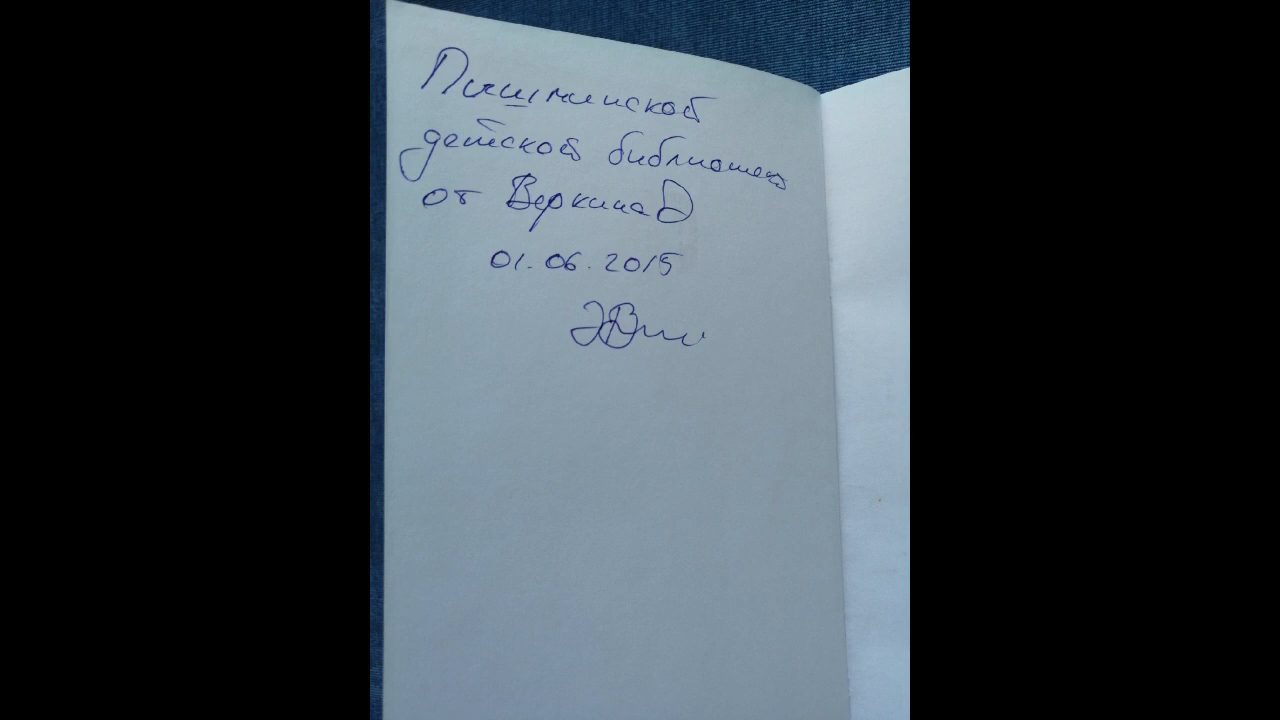 Пышминской
детской библиотеке
от Веркина Э
01.06.2015